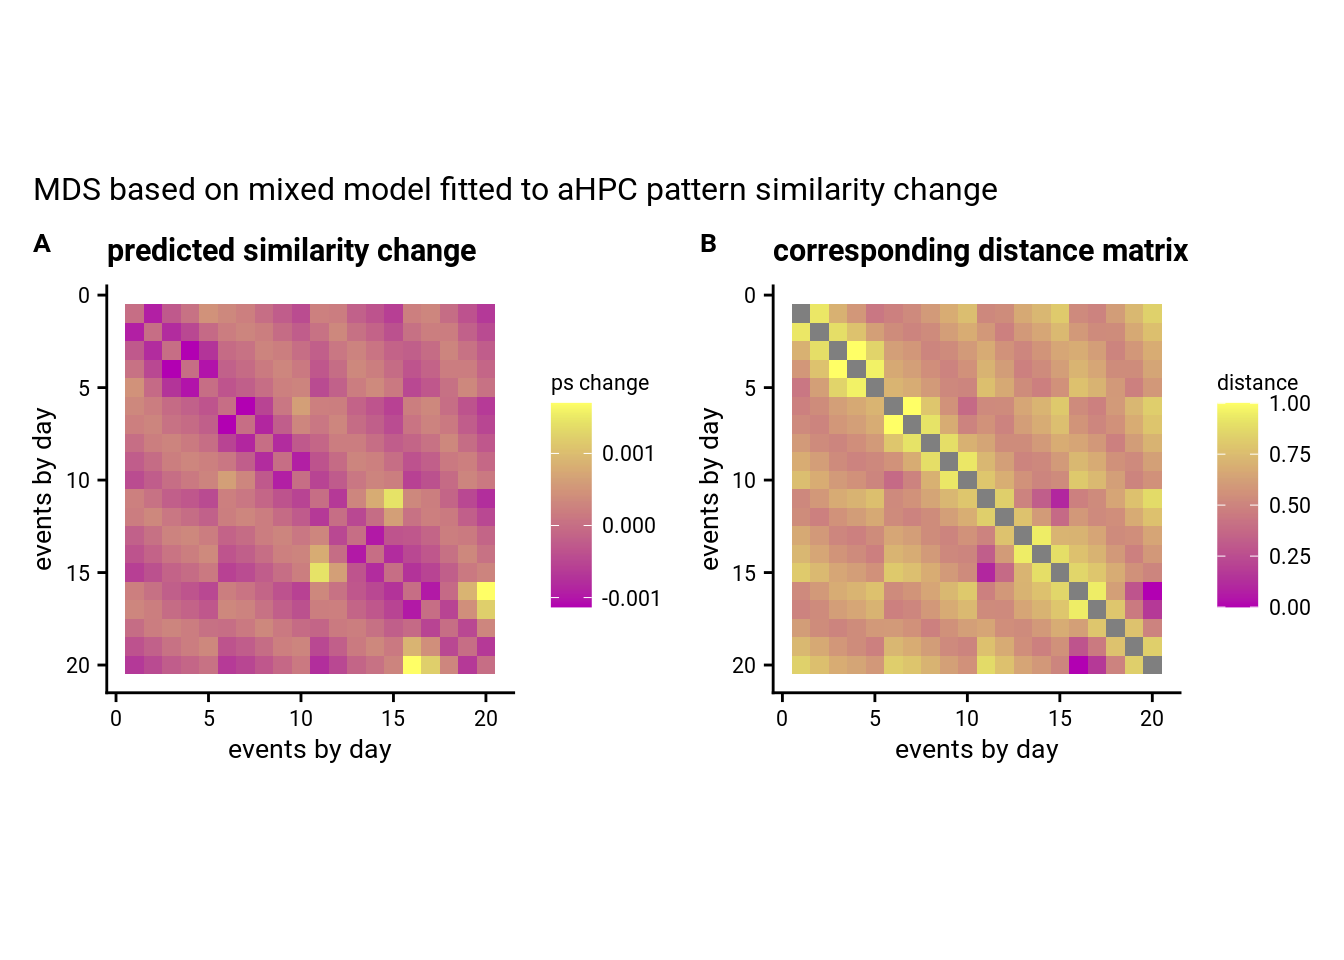 MDS based on mixed model fitted to aHPC pattern similarity change
A
predicted similarity change
0
5
10
15
20
events by day
0
5
10
15
20
events by day
ps change
0.001
0.000
-0.001
B
corresponding distance matrix
0
5
10
15
20
events by day
0
5
10
15
20
events by day
distance
1.00
0.75
0.50
0.25
0.00